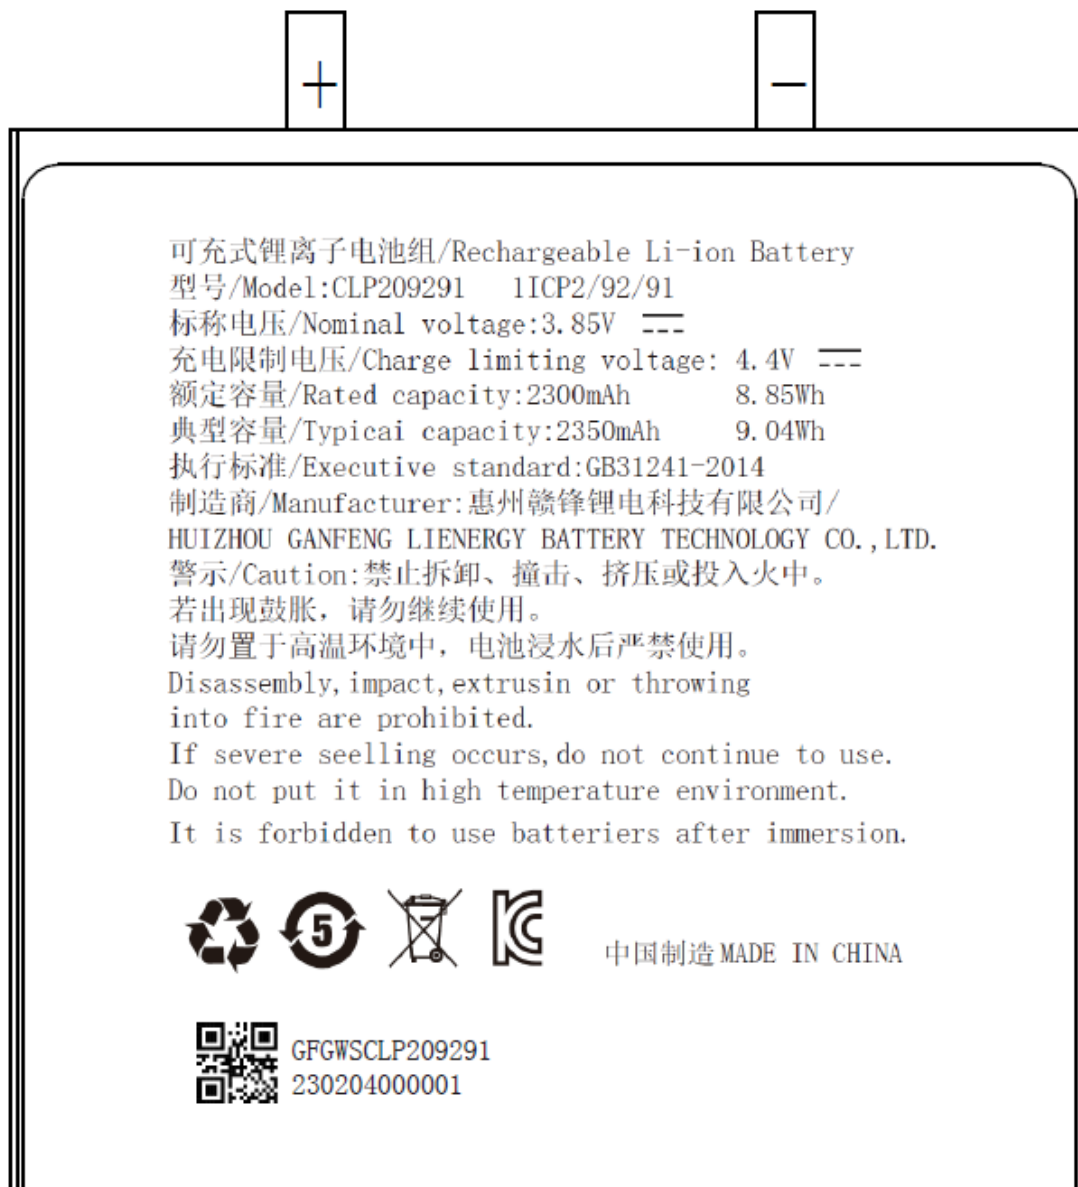 + −
可充式锂离子电池组/Rechargeable Li-ion Battery
型号/Model:CLP209291 1ICP2/92/91
标称电压/Nominal voltage:3.85V
充电限制电压/Charge limiting voltage: 4.4V
额定容量/Rated capacity:2300mAh 8.85Wh
典型容量/Typicai capacity:2350mAh 9.04Wh
执行标准/Executive standard:GB31241-2014
制造商/Manufacturer:惠州赣锋锂电科技有限公司/
HUIZHOU GANFENG LIENERGY BATTERY TECHNOLOGY CO.,LTD.
警示/Caution:禁止拆卸、撞击、挤压或投入火中。
若出现鼓胀，请勿继续使用。
请勿置于高温环境中，电池浸水后严禁使用。
Disassembly,impact,extrusin or throwing
into fire are prohibited.
If severe seelling occurs,do not continue to use.
Do not put it in high temperature environment.
It is forbidden to use batteriers after immersion.
5 中国制造MADE IN CHINA
GFGWSCLP209291
230204000001